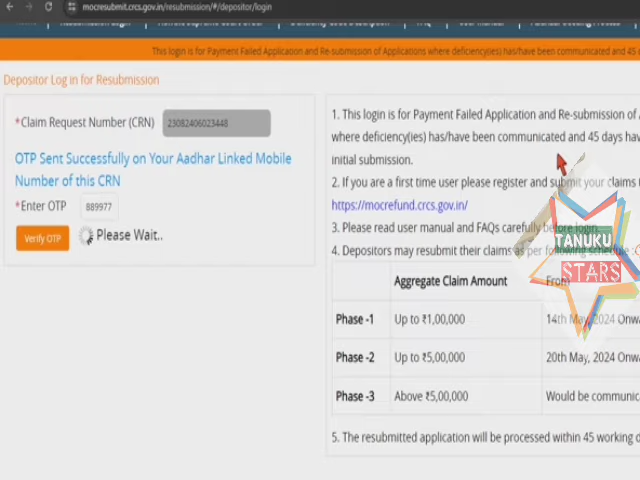 mocresubmit.crcs.gov.in/resubmission/#/depositor/login
This login is for Payment Failed Application and Re-submission of Applications where deficiency(ies) has/have been communicated and 45
Depositor Log in for Resubmission
*Claim Request Number (CRN) 23082406023448
OTP Sent Successfully on Your Aadhar Linked Mobile
Number of this CRN
*Enter OTP 889977
Verify OTP Please Wait..
1. This login is for Payment Failed Application and Re-submission of
where deficiency(ies) has/have been communicated and 45 days
initial submission.
2. If you are a first time user please register and submit your claims
https://mocrefund.crcs.gov.in/
3. Please read user manual and FAQs carefully before login.
4. Depositors may resubmit their claims as per following schedule :
Aggregate Claim Amount From
Phase -1 Up to ₹1,00,000 14th May, 2024
Phase -2 Up to ₹5,00,000 20th May, 2024
Phase -3 Above ₹5,00,000 Would be
5. The resubmitted application will be processed within 45 working
TANUKU
STARS